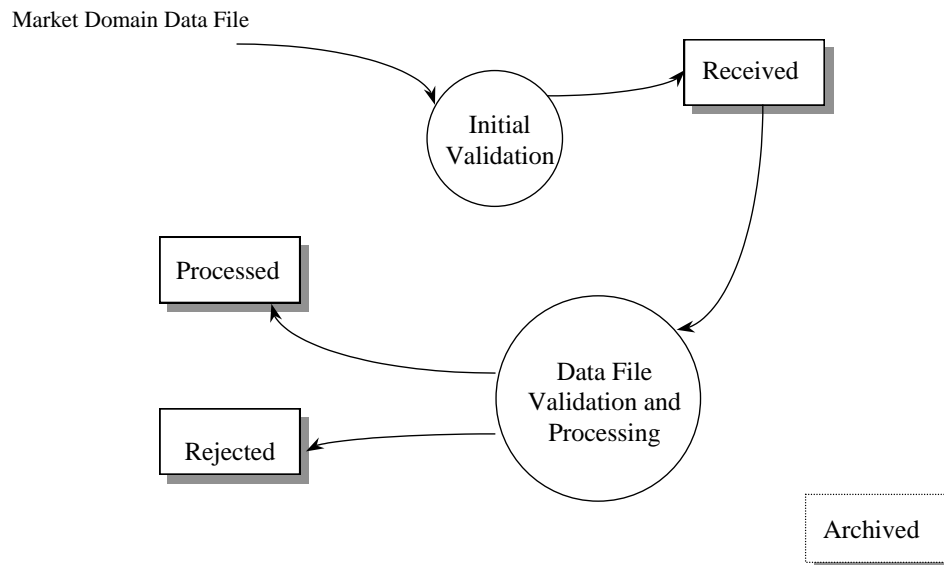 Market Domain Data File
Received
Initial
Validation
Processed
Data File
Validation and
Processing
Rejected
Archived